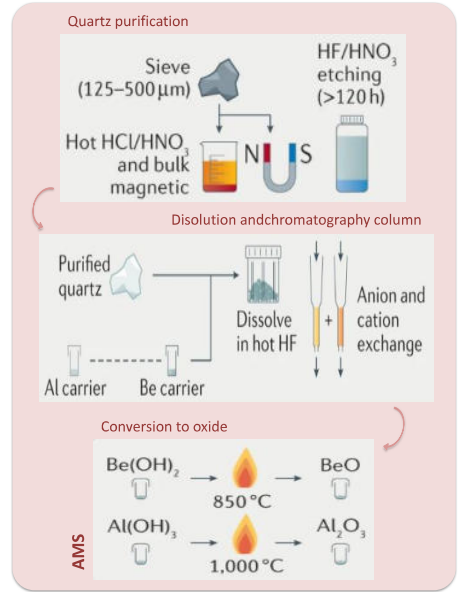 Quartz purification
Sieve
(125–500 µm)
HF/HNO₃
etching
(>120 h)
Hot HCl/HNO₃
and bulk
magnetic
N S
Disolution andchromatography column
Purified
quartz
Dissolve
in hot HF
+
Anion and
cation
exchange
Al carrier
Be carrier
Conversion to oxide
Be(OH)₂
850 °C
BeO
Al(OH)₃
1,000 °C
Al₂O₃
AMS